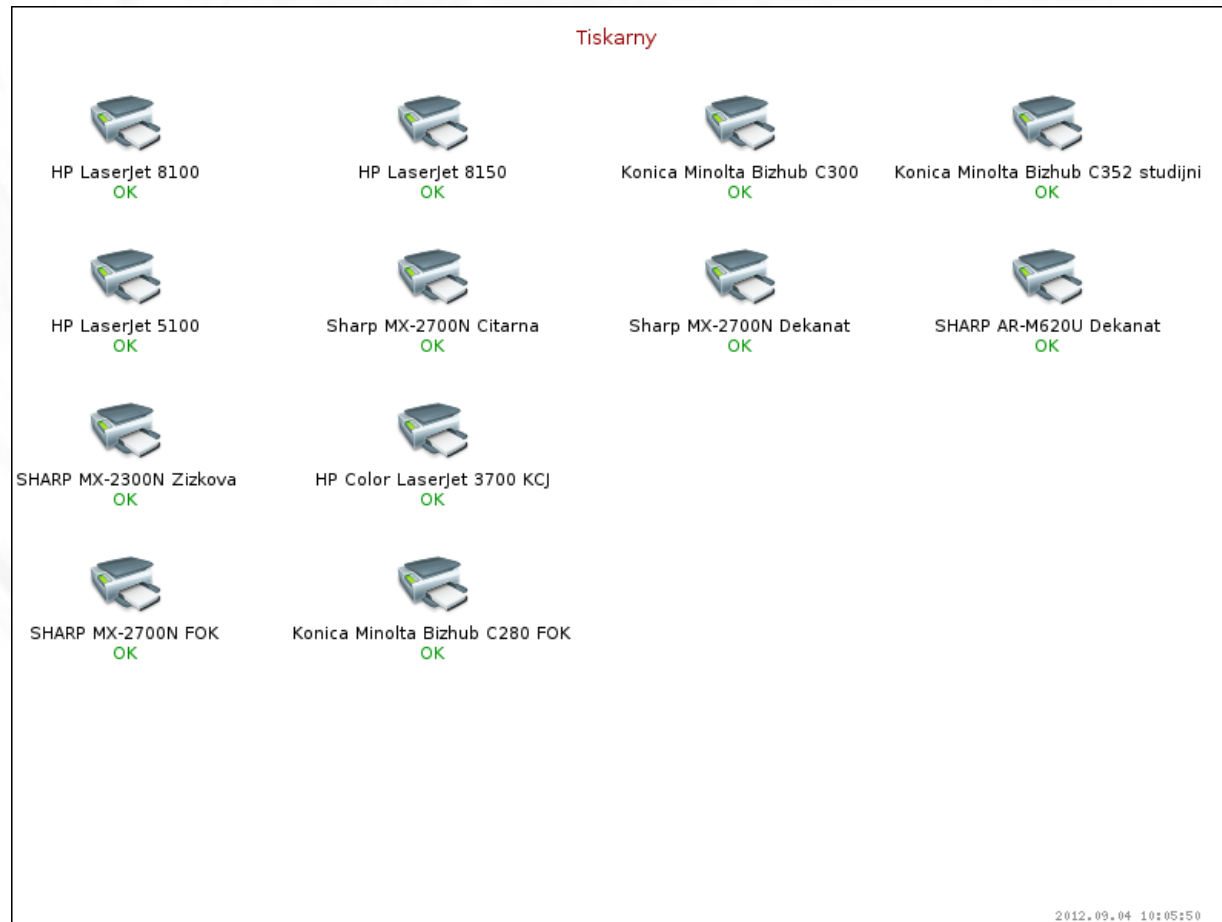 Tiskarny
HP LaserJet 8100
OK
HP LaserJet 8150
OK
Konica Minolta Bizhub C300
OK
Konica Minolta Bizhub C352 studijni
OK
HP LaserJet 5100
OK
Sharp MX-2700N Citarna
OK
Sharp MX-2700N Dekanat
OK
SHARP AR-M620U Dekanat
OK
SHARP MX-2300N Zizkova
OK
HP Color LaserJet 3700 KCJ
OK
SHARP MX-2700N FOK
OK
Konica Minolta Bizhub C280 FOK
OK
2012.09.04 10:05:50